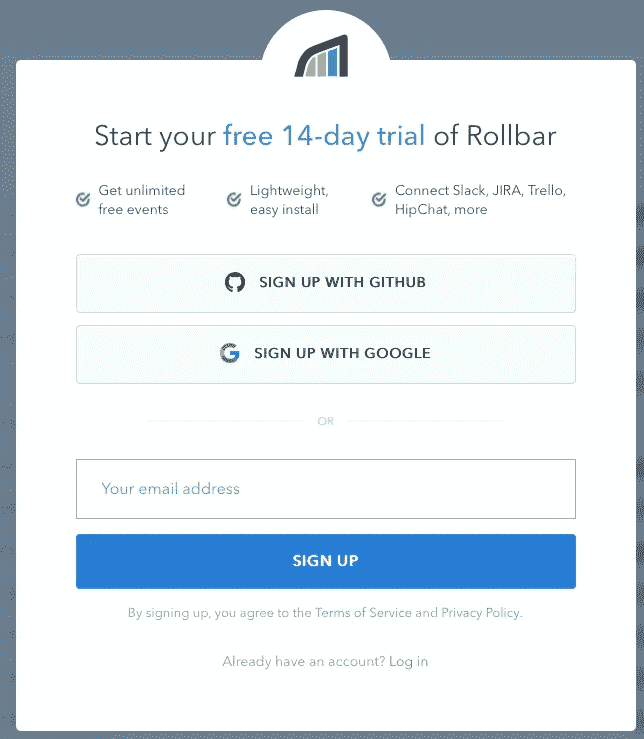 Start your free 14-day trial of Rollbar
Get unlimited
free events
Lightweight,
easy install
Connect Slack, JIRA, Trello,
HipChat, more
SIGN UP WITH GITHUB
SIGN UP WITH GOOGLE
OR
Your email address
SIGN UP
By signing up, you agree to the Terms of Service and Privacy Policy.
Already have an account? Log in